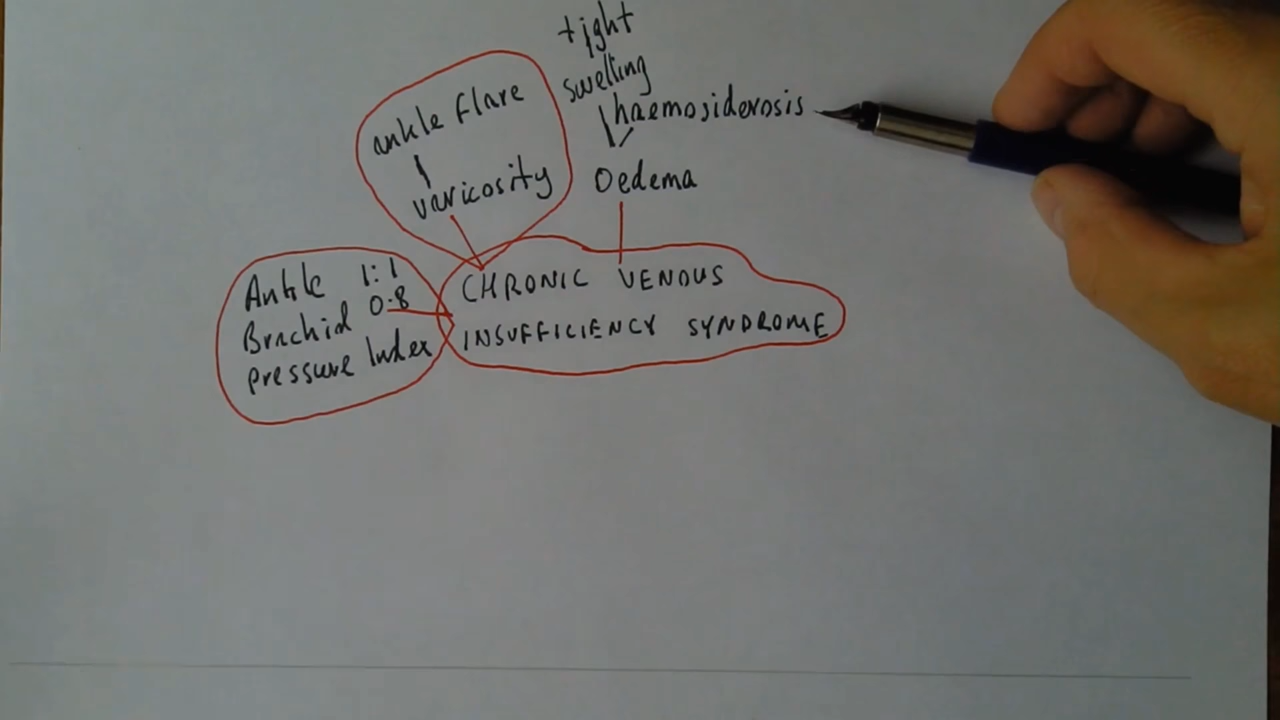 tight
swelling
haemosiderosis
ankle flare
varicosity
Oedema
Ankle 1:1
Brachial 0.8
pressure Index
CHRONIC VENOUS
INSUFFICIENCY SYNDROME